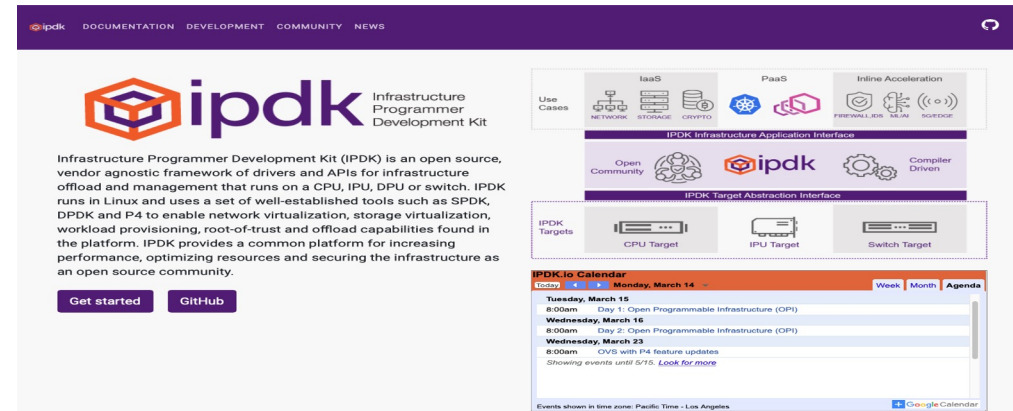 ipdk DOCUMENTATION DEVELOPMENT COMMUNITY NEWS
ipdk
Infrastructure
Programmer
Development Kit
Infrastructure Programmer Development Kit (IPDK) is an open source,
vendor agnostic framework of drivers and APIs for infrastructure
offload and management that runs on a CPU, IPU, DPU or switch. IPDK
runs in Linux and uses a set of well-established tools such as SPDK,
DPDK and P4 to enable network virtualization, storage virtualization,
workload provisioning, root-of-trust and offload capabilities found in
the platform. IPDK provides a common platform for increasing
performance, optimizing resources and securing the infrastructure as
an open source community.
Get started GitHub
IaaS PaaS Inline Acceleration
Use
Cases
NETWORK STORAGE CRYPTO FIREWALL, IDS ML/AI 5G/EDGE
IPDK Infrastructure Application Interface
Open
Community
ipdk
Compiler
Driven
IPDK Target Abstraction Interface
IPDK
Targets
CPU Target IPU Target Switch Target
IPDK.io Calendar
Today Monday, March 14 Week Month Agenda
Tuesday, March 15
8:00am Day 1: Open Programmable Infrastructure (OPI)
Wednesday, March 16
8:00am Day 2: Open Programmable Infrastructure (OPI)
Wednesday, March 23
8:00am OVS with P4 feature updates
Showing events until 5/15. Look for more
Events shown in time zone: Pacific Time - Los Angeles
+ Google Calendar